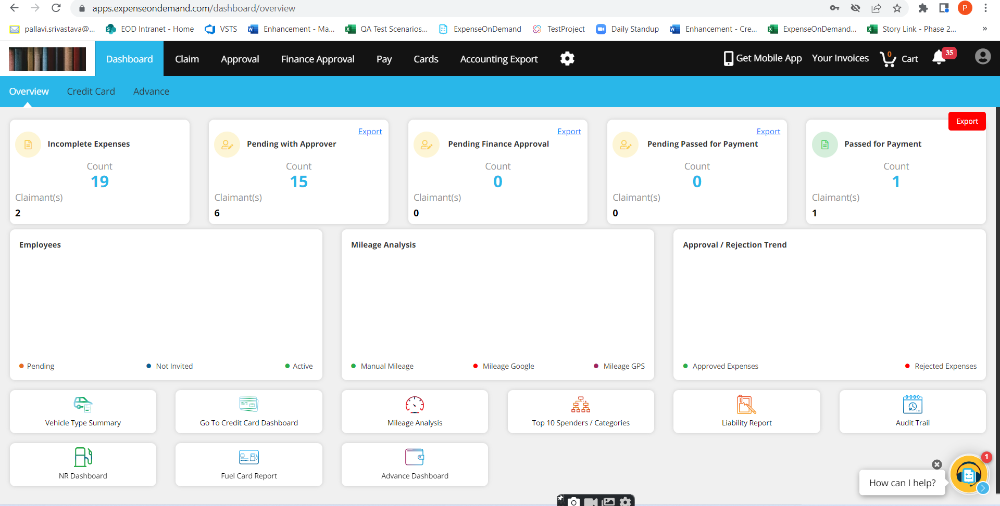 apps.expenseondemand.com/dashboard/overview
P
pallavi.srivastava@... EOD Intranet - Home VSTS Enhancement - Ma... QA Test Scenarios... ExpenseOnDemand TestProject Daily Standup Enhancement - Cre... ExpenseOnDemand... Story Link - Phase 2... »
Dashboard Claim Approval Finance Approval Pay Cards Accounting Export Get Mobile App Your Invoices 0 Cart 35
Overview Credit Card Advance
Export
Export Export Export
Incomplete Expenses Pending with Approver Pending Finance Approval Pending Passed for Payment Passed for Payment
Count Count Count Count Count
19 15 0 0 1
Claimant(s) Claimant(s) Claimant(s) Claimant(s) Claimant(s)
2 6 0 0 1
Employees Mileage Analysis Approval / Rejection Trend
Pending Not Invited Active Manual Mileage Mileage Google Mileage GPS Approved Expenses Rejected Expenses
Vehicle Type Summary Go To Credit Card Dashboard Mileage Analysis Top 10 Spenders / Categories Liability Report Audit Trail
NR Dashboard Fuel Card Report Advance Dashboard
1
How can I help?